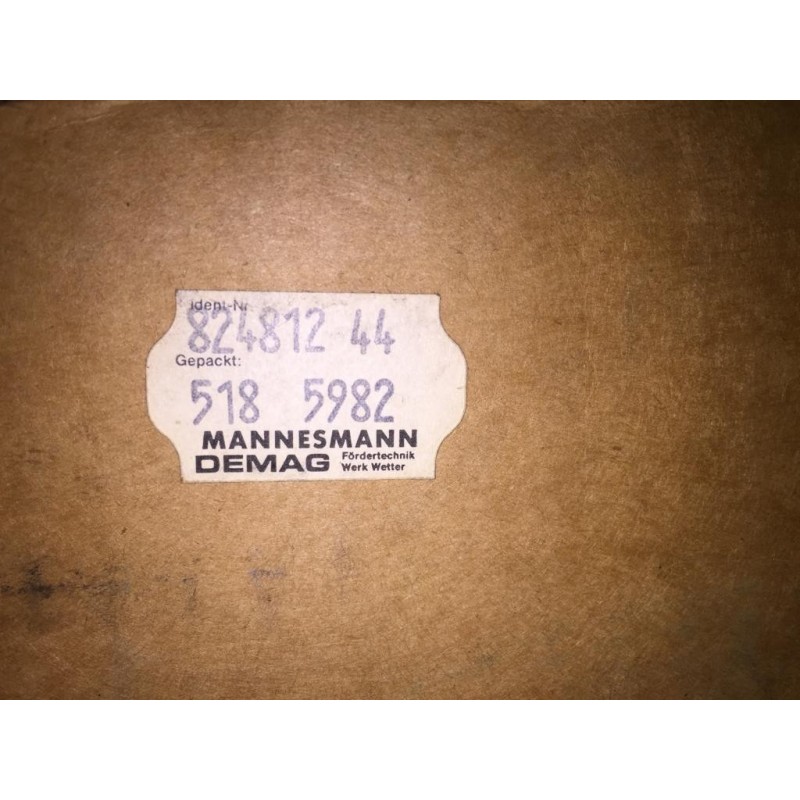 Ident-Nr
824812 44
Gepackt:
518 5982
MANNESMANN
DEMAG Fördertechnik
Werk Wetter